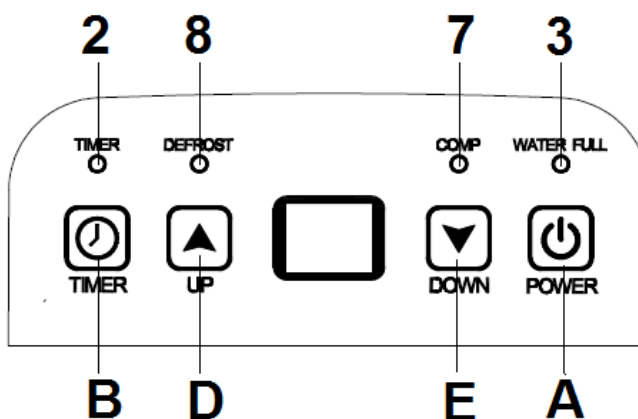 2 8 7 3
TIMER DEFROST COMP WATER FULL
TIMER UP DOWN POWER
B D E A